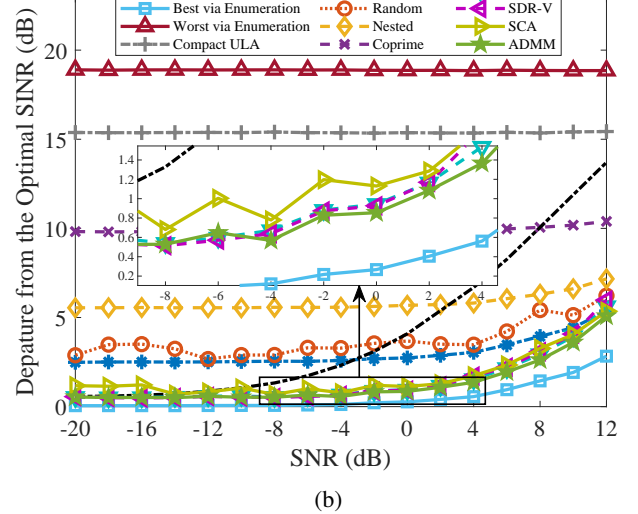 Best via Enumeration
Worst via Enumeration
Compact ULA
Random
Nested
Coprime
SDR-V
SCA
ADMM
Depature from the Optimal SINR (dB)
20
15
10
5
0
1.4
1.2
1
0.8
0.6
0.4
0.2
-8 -6 -4 -2 0 2 4
-20 -16 -12 -8 -4 0 4 8 12
SNR (dB)
(b)